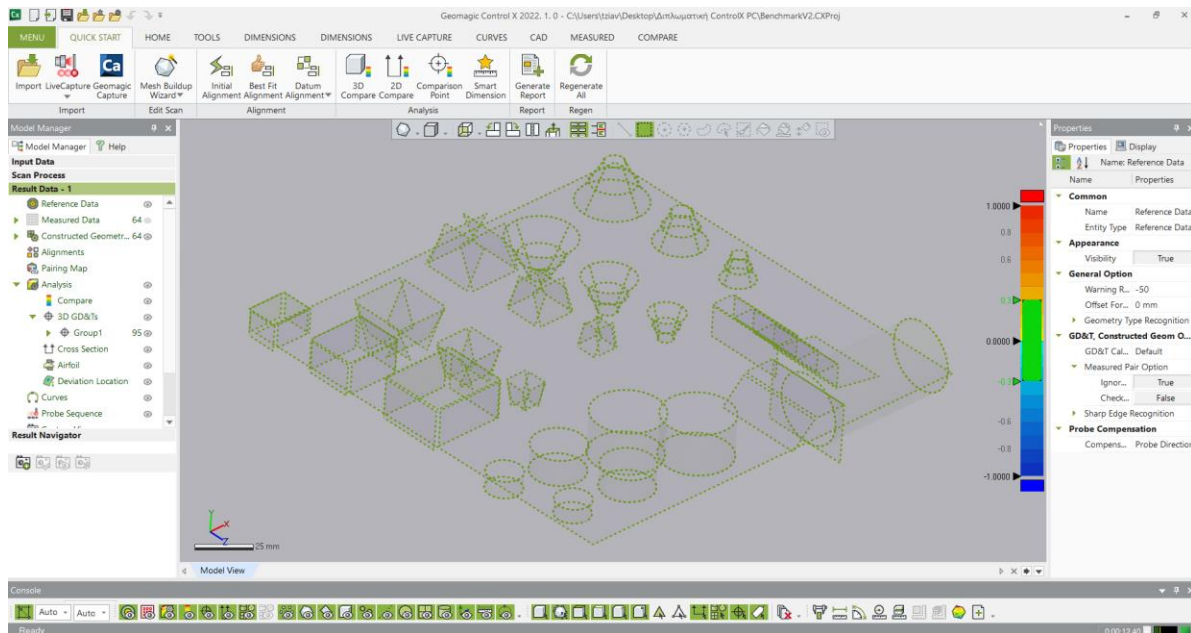 Geomagic Control X 2022. 1. 0 - C:\Users\tziav\Desktop\Διπλωματική ControlX PC\BenchmarkV2.CXProj
MENU QUICK START HOME TOOLS DIMENSIONS DIMENSIONS LIVE CAPTURE CURVES CAD MEASURED COMPARE
Import LiveCapture Geomagic Capture Mesh Buildup Wizard Initial Alignment Best Fit Alignment Datum Alignment 3D Compare 2D Compare Comparison Point Smart Dimension Generate Report Regenerate All
Import Edit Scan Alignment Analysis Report Regen
Model Manager
Model Manager Help
Input Data
Scan Process
Result Data - 1
Reference Data
Measured Data 64
Constructed Geometr... 64
Alignments
Pairing Map
Analysis
Compare
3D GD&Ts
Group1 95
Cross Section
Airfoil
Deviation Location
Curves
Probe Sequence
Result Navigator
Y
X
Z
25 mm
Model View
1.0000
0.8
0.6
0.3
0.0000
-0.3
-0.6
-0.8
-1.0000
Properties
Properties Display
Name: Reference Data
Name Properties
Common
Name Reference Data
Entity Type Reference Data
Appearance
Visibility True
General Option
Warning R... -50
Offset For... 0 mm
Geometry Type Recognition
GD&T, Constructed Geom O...
GD&T Cal... Default
Measured Pair Option
Ignor... True
Check... False
Sharp Edge Recognition
Probe Compensation
Compens... Probe Direction
Console
Auto Auto
Ready 0:00:12:40